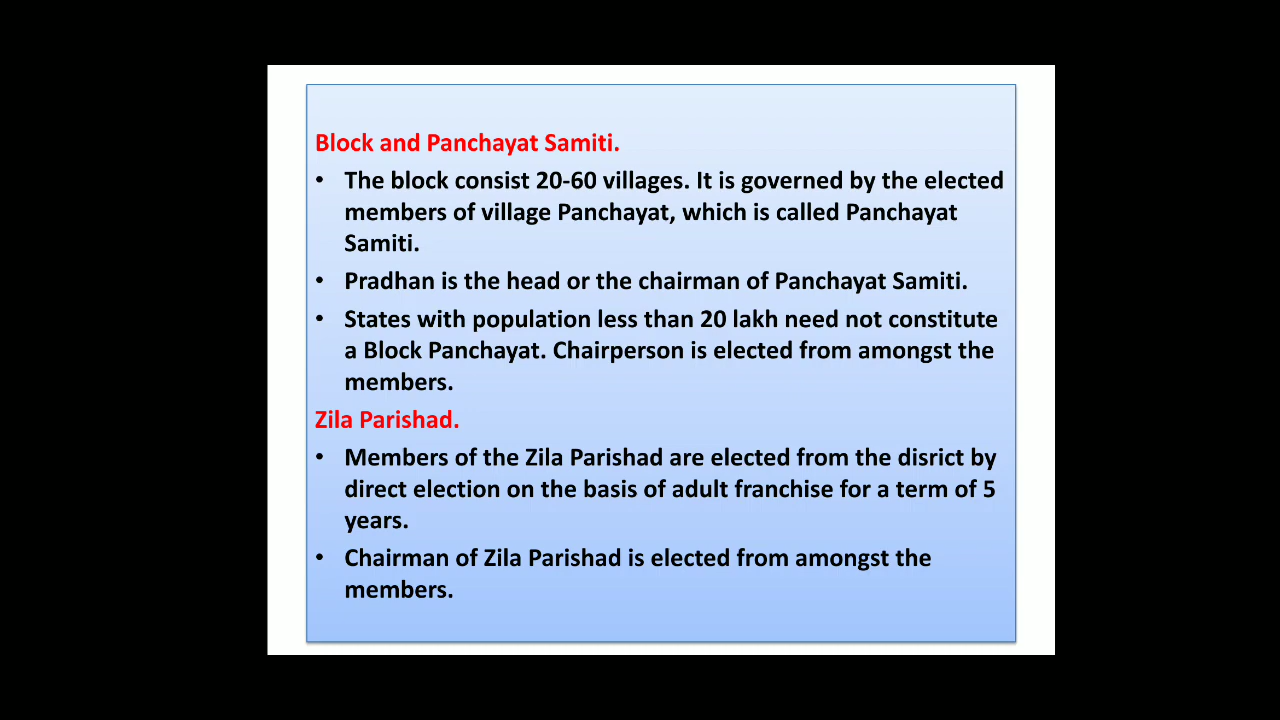 Block and Panchayat Samiti.
• The block consist 20-60 villages. It is governed by the elected
members of village Panchayat, which is called Panchayat
Samiti.
• Pradhan is the head or the chairman of Panchayat Samiti.
• States with population less than 20 lakh need not constitute
a Block Panchayat. Chairperson is elected from amongst the
members.
Zila Parishad.
• Members of the Zila Parishad are elected from the disrict by
direct election on the basis of adult franchise for a term of 5
years.
• Chairman of Zila Parishad is elected from amongst the
members.